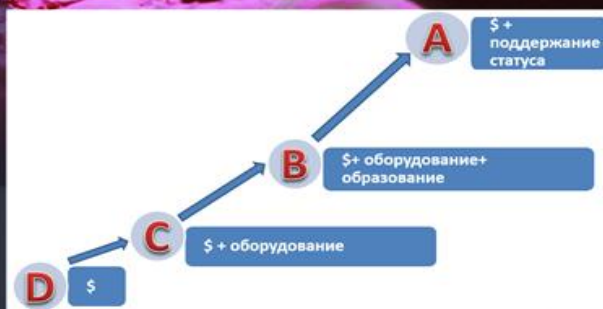 A
$ +
поддержание
статуса
B
$+ оборудование+
образование
C
$ + оборудование
D
$